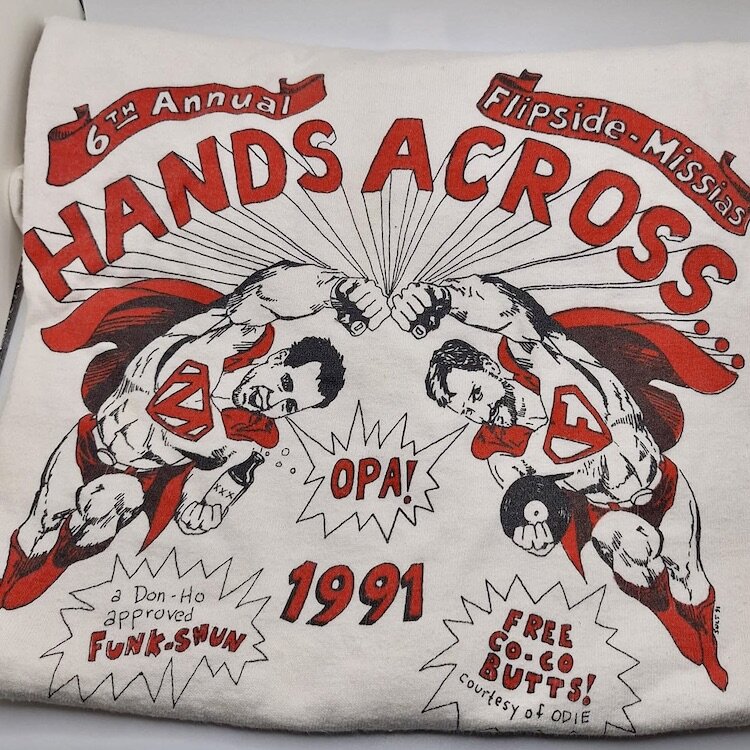 6TH Annual
Flipside-Missias
HANDS ACROSS...
N
F
XXX
OPA!
1991
a Don-Ho
approved
FUNK-SHUN
FREE
CO-CO
BUTTS!
courtesy of ODIE